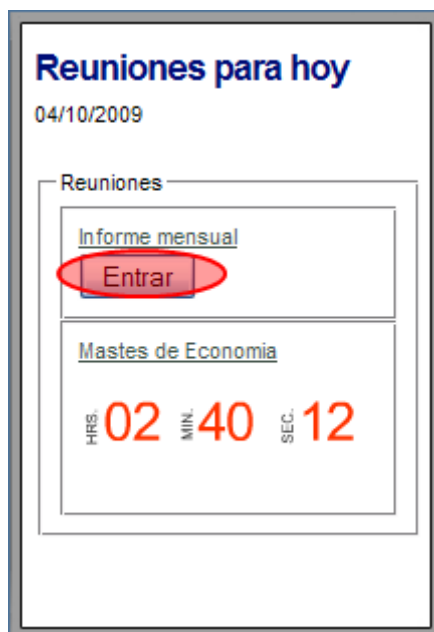 Reuniones para hoy
04/10/2009
Reuniones
Informe mensual
Entrar
Mastes de Economia
HRS. 02 MIN. 40 SEC. 12